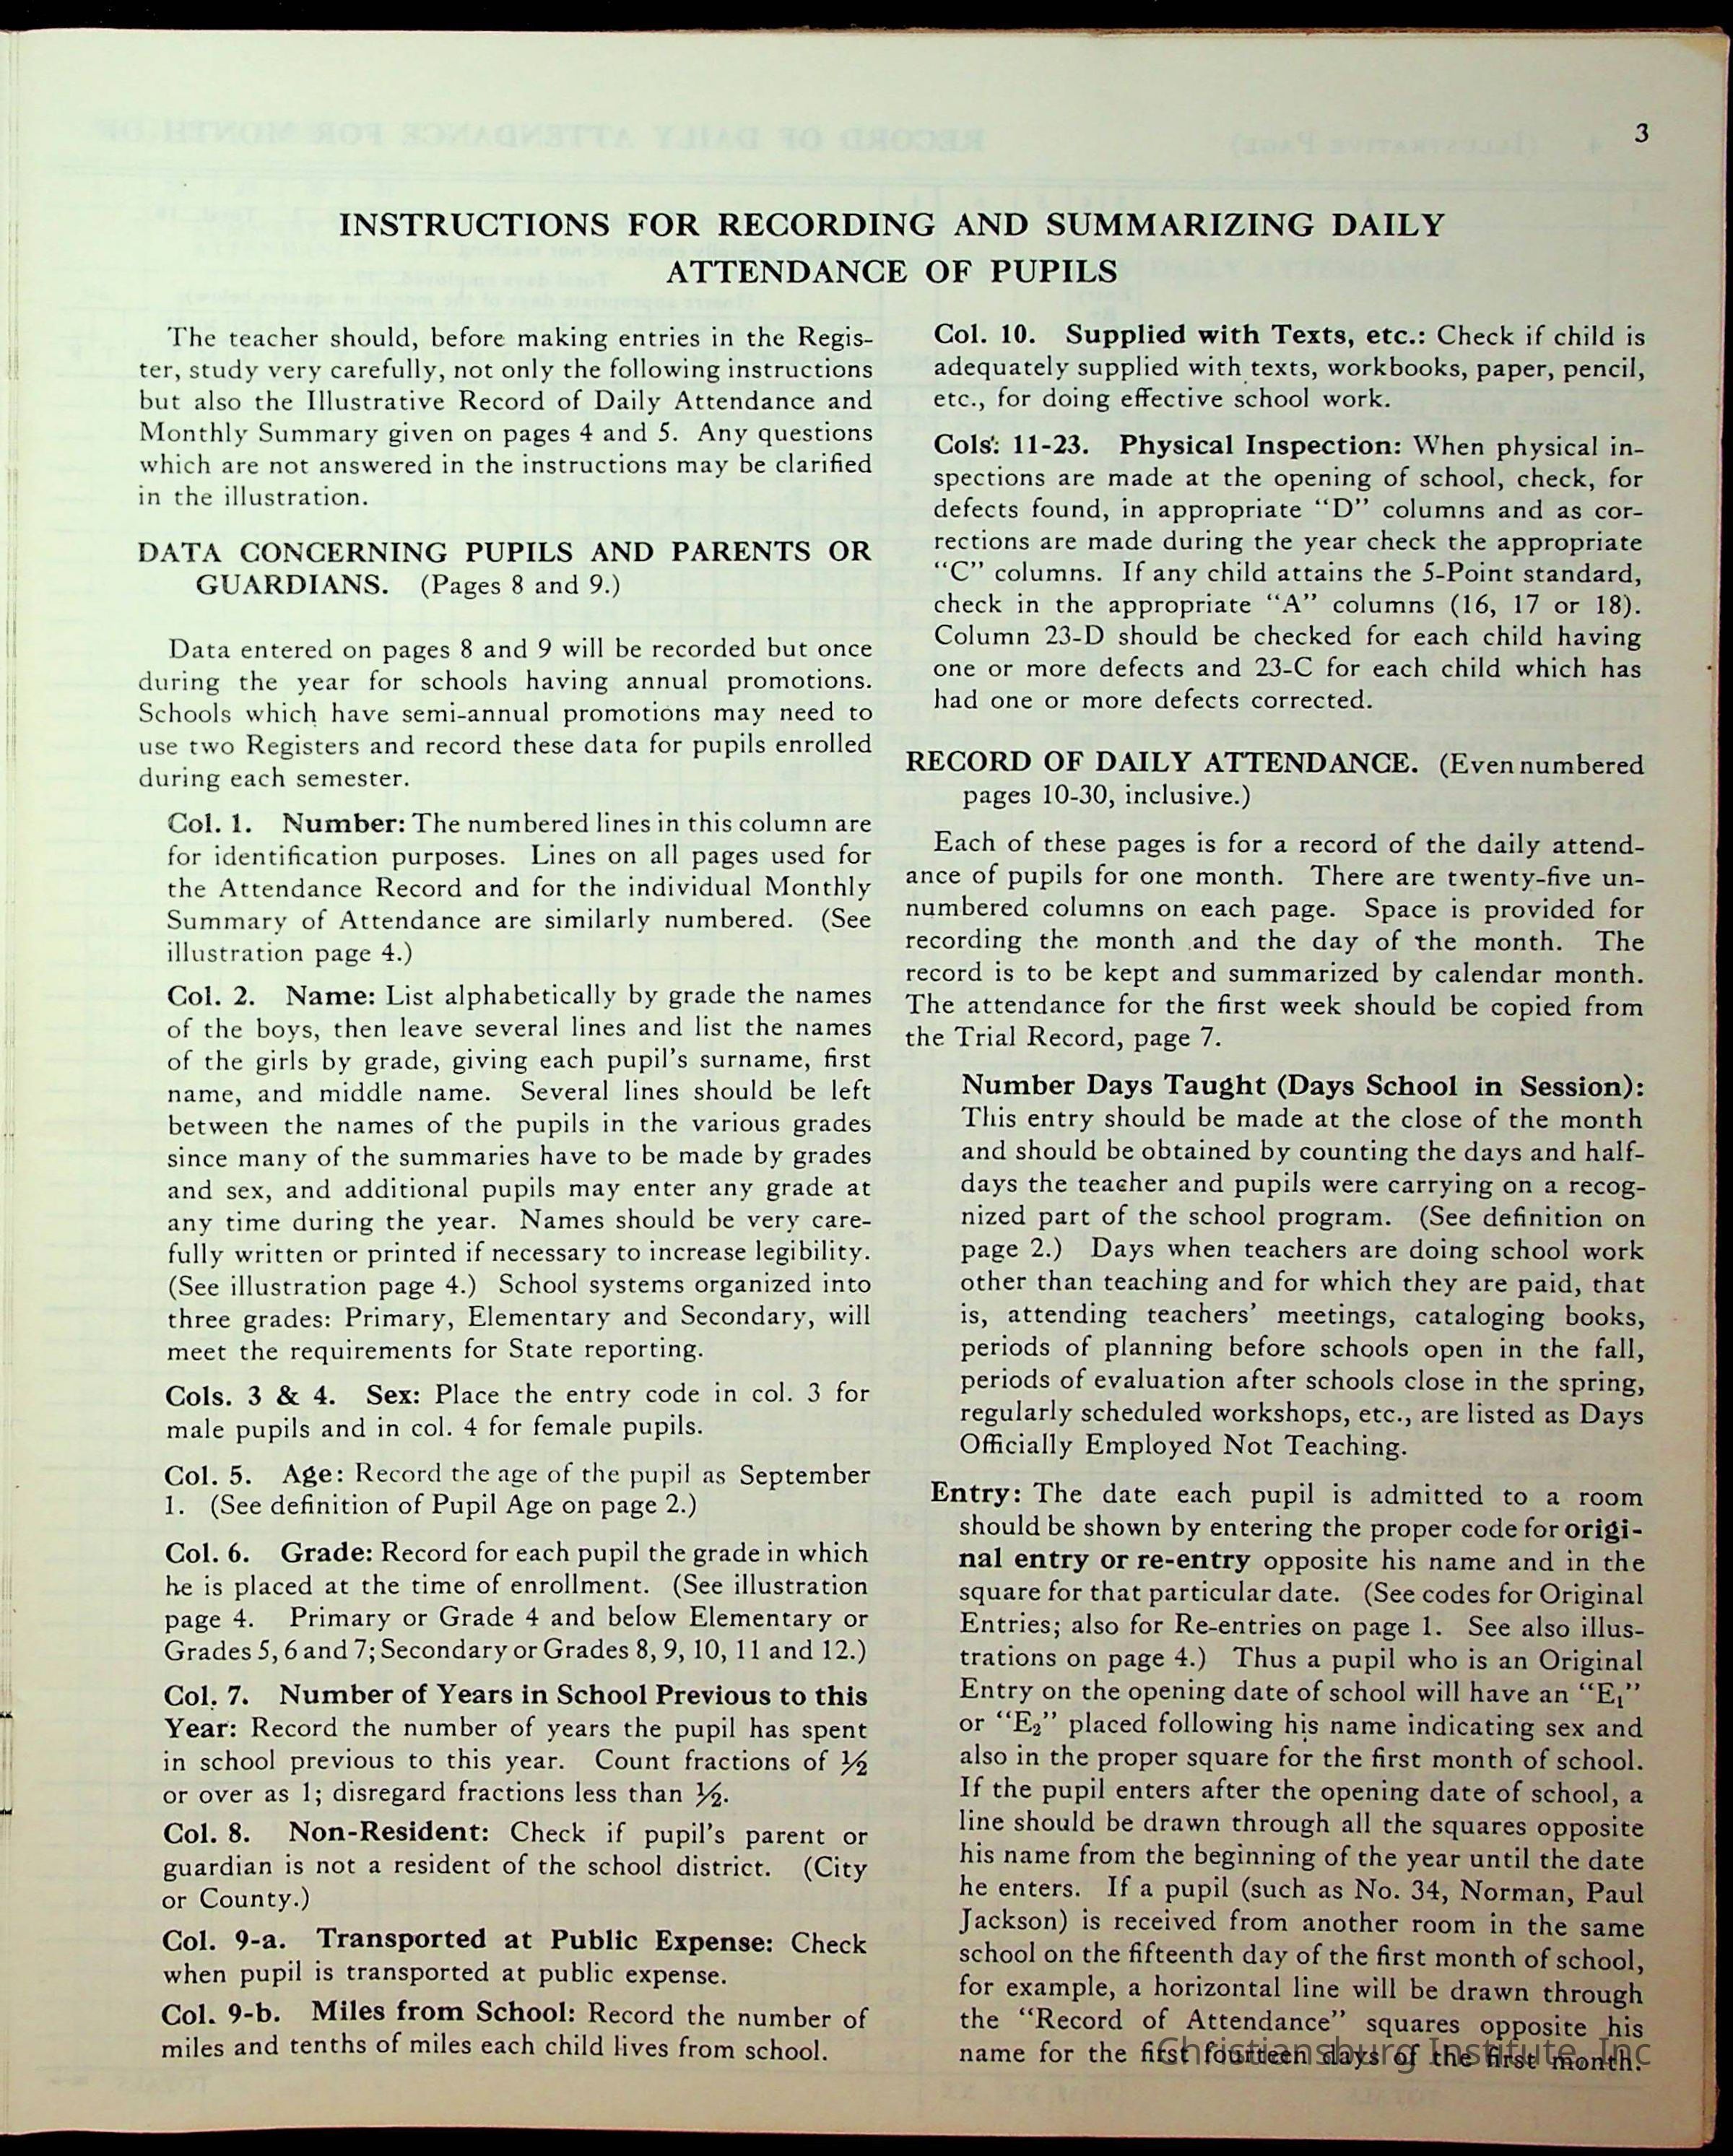 3
INSTRUCTIONS FOR RECORDING AND SUMMARIZING DAILY
ATTENDANCE OF PUPILS
The teacher should, before making entries in the Regis-
ter, study very carefully, not only the following instructions
but also the Illustrative Record of Daily Attendance and
Monthly Summary given on pages 4 and 5. Any questions
which are not answered in the instructions may be clarified
in the illustration.
DATA CONCERNING PUPILS AND PARENTS OR
GUARDIANS. (Pages 8 and 9.)
Data entered on pages 8 and 9 will be recorded but once
during the year for schools having annual promotions.
Schools which have semi-annual promotions may need to
use two Registers and record these data for pupils enrolled
during each semester.
Col. 1. Number: The numbered lines in this column are
for identification purposes. Lines on all pages used for
the Attendance Record and for the individual Monthly
Summary of Attendance are similarly numbered. (See
illustration page 4.)
Col. 2. Name: List alphabetically by grade the names
of the boys, then leave several lines and list the names
of the girls by grade, giving each pupil's surname, first
name, and middle name. Several lines should be left
between the names of the pupils in the various grades
since many of the summaries have to be made by grades
and sex, and additional pupils may enter any grade at
any time during the year. Names should be very care-
fully written or printed if necessary to increase legibility.
(See illustration page 4.) School systems organized into
three grades: Primary, Elementary and Secondary, will
meet the requirements for State reporting.
Cols. 3 & 4. Sex: Place the entry code in col. 3 for
male pupils and in col. 4 for female pupils.
Col. 5. Age: Record the age of the pupil as September
1. (See definition of Pupil Age on page 2.)
Col. 6. Grade: Record for each pupil the grade in which
he is placed at the time of enrollment. (See illustration
page 4. Primary or Grade 4 and below Elementary or
Grades 5, 6 and 7; Secondary or Grades 8, 9, 10, 11 and 12.)
Col. 7. Number of Years in School Previous to this
Year: Record the number of years the pupil has spent
in school previous to this year. Count fractions of ½
or over as 1; disregard fractions less than ½.
Col. 8. Non-Resident: Check if pupil's parent or
guardian is not a resident of the school district. (City
or County.)
Col. 9-a. Transported at Public Expense: Check
when pupil is transported at public expense.
Col. 9-b. Miles from School: Record the number of
miles and tenths of miles each child lives from school.
Col. 10. Supplied with Texts, etc.: Check if child is
adequately supplied with texts, workbooks, paper, pencil,
etc., for doing effective school work.
Cols. 11-23. Physical Inspection: When physical in-
spections are made at the opening of school, check, for
defects found, in appropriate "D" columns and as cor-
rections are made during the year check the appropriate
"C" columns. If any child attains the 5-Point standard,
check in the appropriate "A" columns (16, 17 or 18).
Column 23-D should be checked for each child having
one or more defects and 23-C for each child which has
had one or more defects corrected.
RECORD OF DAILY ATTENDANCE. (Even numbered
pages 10-30, inclusive.)
Each of these pages is for a record of the daily attend-
ance of pupils for one month. There are twenty-five un-
numbered columns on each page. Space is provided for
recording the month and the day of the month. The
record is to be kept and summarized by calendar month.
The attendance for the first week should be copied from
the Trial Record, page 7.
Number Days Taught (Days School in Session):
This entry should be made at the close of the month
and should be obtained by counting the days and half-
days the teacher and pupils were carrying on a recog-
nized part of the school program. (See definition on
page 2.) Days when teachers are doing school work
other than teaching and for which they are paid, that
is, attending teachers' meetings, cataloging books,
periods of planning before schools open in the fall,
periods of evaluation after schools close in the spring,
regularly scheduled workshops, etc., are listed as Days
Officially Employed Not Teaching.
Entry: The date each pupil is admitted to a room
should be shown by entering the proper code for origi-
nal entry or re-entry opposite his name and in the
square for that particular date. (See codes for Original
Entries; also for Re-entries on page 1. See also illus-
trations on page 4.) Thus a pupil who is an Original
Entry on the opening date of school will have an "E₁"
or "E₂" placed following his name indicating sex and
also in the proper square for the first month of school.
If the pupil enters after the opening date of school, a
line should be drawn through all the squares opposite
his name from the beginning of the year until the date
he enters. If a pupil (such as No. 34, Norman, Paul
Jackson) is received from another room in the same
school on the fifteenth day of the first month of school,
for example, a horizontal line will be drawn through
the "Record of Attendance" squares opposite his
name for the first fourteen days of the first month.
Christiansburg Institute, Inc